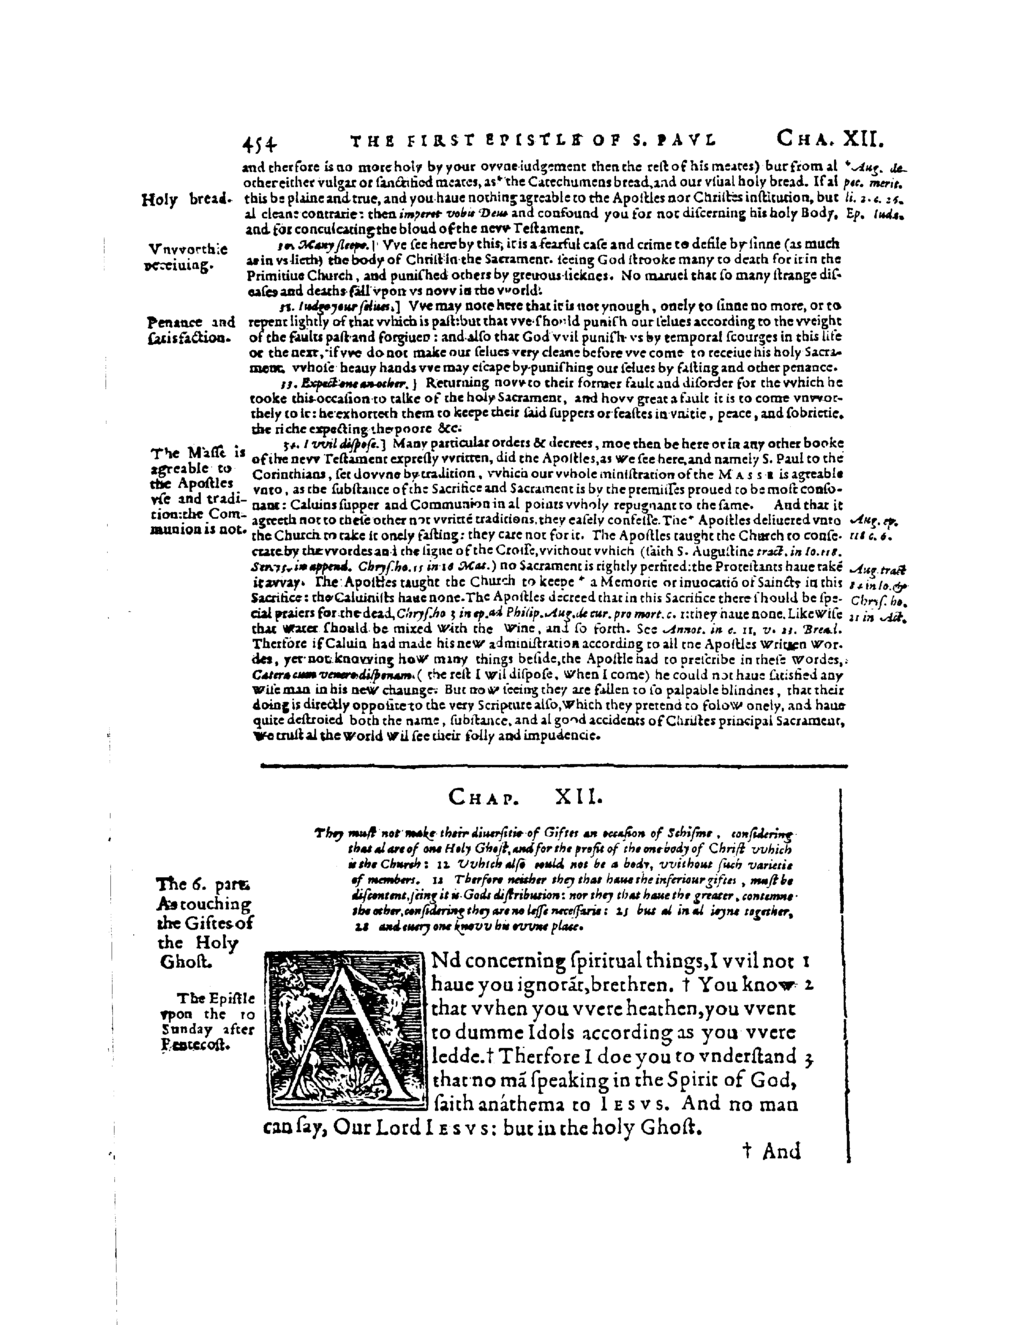 454 THE FIRST EPISTLE OF S. PAVL CHA. XII.
and therfore is no more holy by your ovvne iudgement then the rest of his meates) but from al
other either vulgar or sanctified meates, as* the Catechumens bread, and our vsual holy bread. If al
this be plaine and true, and you haue nothing agreable to the Apostles nor Christes institution, but
al cleane contrarie: then imperet vobis Deus and confound you for not discerning his holy Body,
and for conculcating the bloud of the nevv Testament.
*Aug. de
pec. merit.
li. 2. c. 26.
Ep. Iudæ
Holy bread.
30. Many sleepe.] Vve see here by this, it is a fearful case and crime to defile by sinne (as much
as in vs lieth) the body of Christ in the Sacrament. seeing God strooke many to death for it in the
Primitiue Church, and punished others by greuous sicknes. No maruel that so many strange dis-
eases and deaths fall vpon vs novv in the vvorld.
Vnvvorthie
receiuing.
31. Iudge your selues.] Vve may note here that it is not ynough, onely to sinne no more, or to
repent lightly of that vvhich is past: but that vve should punish our selues according to the vveight
of the faults past and forgiuen: and also that God vvil punish vs by temporal scourges in this life
or the next, if vve do not make our selues very cleane before vve come to receiue his holy Sacra-
ment. vvhose heauy hands vve may escape by punishing our selues by fasting and other penance.
Penance and
satisfaction.
33. Expect one an other.] Returning novv to their former fault and disorder for the vvhich he
tooke this occasion to talke of the holy Sacrament, and hovv great a fault it is to come vnvvor-
thely to it: he exhorteth them to keepe their said suppers or feastes in vnitie, peace, and sobrietie,
the riche expecting the poore &c.
34. I vvil dispose.] Many particular orders & decrees, moe then be here or in any other booke
of the nevv Testament expresly vvritten, did the Apostles, as we see here, and namely S. Paul to the
Corinthians, set dovvne by tradition, vvhich our vvhole ministration of the MASSE is agreable
vnto, as the substance of the Sacrifice and Sacrament is by the premisses proued to be most conso-
nant: Caluins supper and Communion in al points vvholy repugnant to the same. And that it
agreeth not to these other not vvrittē traditions, they easely confesse. The* Apostles deliuered vnto
the Church to take it onely fasting: they care not for it. The Apostles taught the Church to conse-
crate by the vvordes and the signe of the Crosse, vvithout vvhich (saith S. Augustine tract. in Io. 118.
Ser. 75. in append. Chrys. ho. 55 in 16 Mat.) no Sacrament is rightly perfited: the Protestants haue takē
it avvay. The Apostles taught the Church to keepe * a Memorie or inuocatiō of Saincts in this
Sacrifice: the Caluinists haue none. The Apostles decreed that in this Sacrifice there should be spe-
cial praiers for the dead, Chrys. ho 3 in ep. ad Philip. Aug. de cur. pro mort. c. 1: they haue none. Likewise
that water should be mixed with the wine, and so forth. See Annot. in c. 11, v. 23. Bread.
Therfore if Caluin had made his new administration according to all the Apostles written wor-
des, yet not knovving how many things beside, the Apostle had to prescribe in these wordes,
Cætera cum venero disponam. (the rest I wil dispose, when I come) he could not haue satisfied any
wise man in his new chaunge. But now seeing they are fallen to so palpable blindnes, that their
doing is directly opposite to the very Scripture also, which they pretend to folow onely, and haue
quite destroied both the name, substance, and al good accidents of Christes principal Sacrament,
we trust al the world wil see their folly and impudencie.
The Masse is
agreable to
the Apostles
vse and tradi-
tion: the Com-
munion is not.
Aug. ep.
118 c. 6.
Aug. tract
84 in Io. &
Chrys. ho.
21 in Act.
CHAP. XII.
They must not make their diuersitie of Giftes an occasion of Schisme, considering
that al are of one Holy Ghost, and for the profit of the one body of Christ vvhich
is the Church: 12 Vvhich also could not be a body, vvithout such varietie
of members. 12 Therfore neither they that haue the inferiour giftes, must be
discontent, seing it is Gods distribution: nor they that haue the greater, contemne
the other, considering they are no lesse necessarie: 25 but al in al ioyne together,
28 and euery one knovv his ovvne place.
The 6. part.
As touching
the Giftes of
the Holy
Ghost.
The Epistle
vpon the 10
Sunday after
Pentecost.
ANd concerning spiritual things, I vvil not 1
haue you ignorāt, brethren. † You know 2
that vvhen you vvere heathen, you vvent
to dumme Idols according as you vvere
ledde. † Therfore I doe you to vnderstand 3
that no mā speaking in the Spirit of God,
saith anáthema to IESVS. And no man
can say, Our Lord IESVS: but in the holy Ghost.
† And